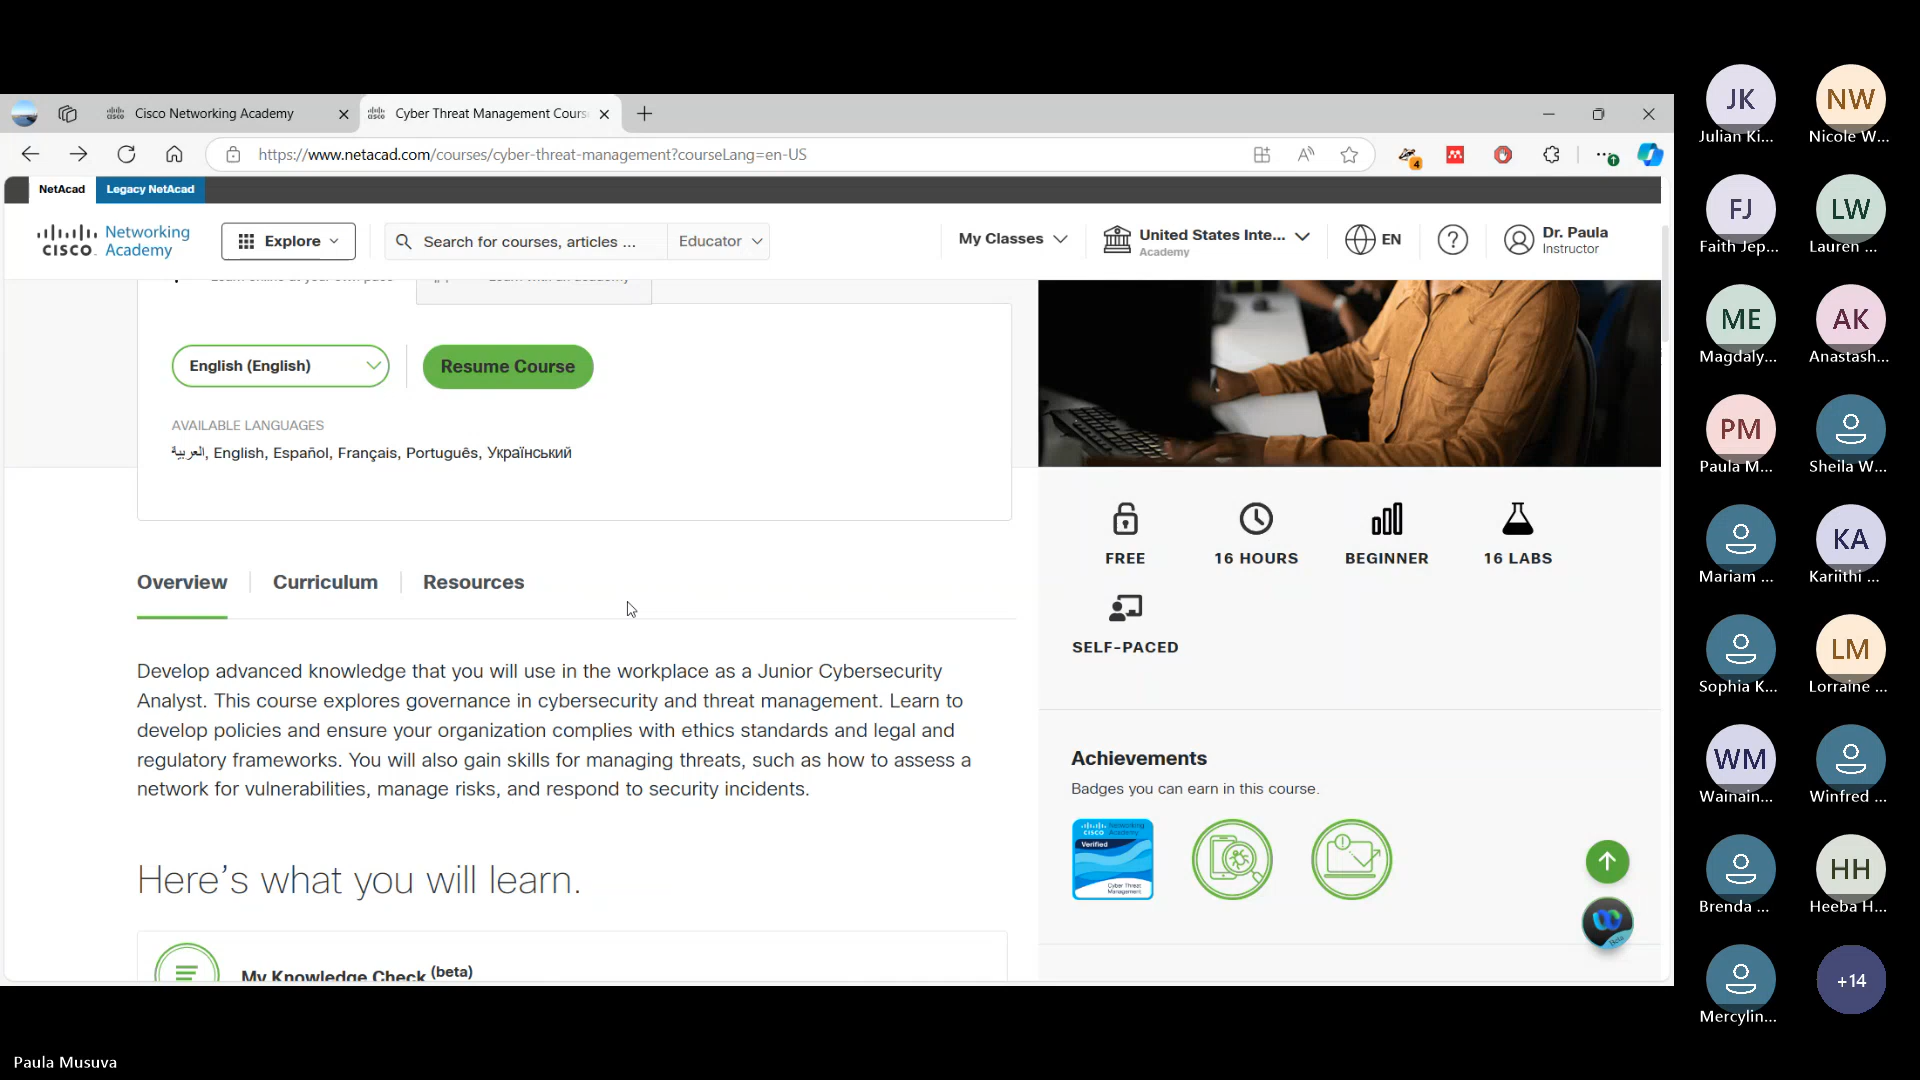 Cisco Networking Academy
Cyber Threat Management Cours
https://www.netacad.com/courses/cyber-threat-management?courseLang=en-US
4
NetAcad
Legacy NetAcad
CISCO Networking Academy
Explore
Search for courses, articles ...
Educator
My Classes
United States Inte...
Academy
EN
Dr. Paula
Instructor
English (English)
Resume Course
AVAILABLE LANGUAGES
العربية, English, Español, Français, Português, Український
Overview
Curriculum
Resources
Develop advanced knowledge that you will use in the workplace as a Junior Cybersecurity
Analyst. This course explores governance in cybersecurity and threat management. Learn to
develop policies and ensure your organization complies with ethics standards and legal and
regulatory frameworks. You will also gain skills for managing threats, such as how to assess a
network for vulnerabilities, manage risks, and respond to security incidents.
Here's what you will learn.
My Knowledge Check (beta)
FREE
16 HOURS
BEGINNER
16 LABS
SELF-PACED
Achievements
Badges you can earn in this course.
CISCO Networking Academy
Verified
Cyber Threat
Management
Beta
JK
Julian Ki...
NW
Nicole W...
FJ
Faith Jep...
LW
Lauren ...
ME
Magdaly...
AK
Anastash...
PM
Paula M...
Sheila W...
Mariam ...
KA
Kariithi ...
Sophia K...
LM
Lorraine ...
WM
Wainain...
Winfred ...
Brenda ...
HH
Heeba H...
Mercylin...
+14
Paula Musuva